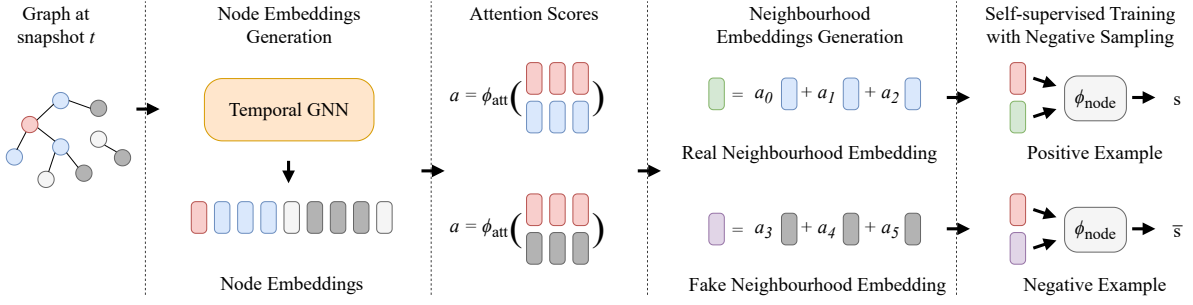 Graph at
snapshot t
Node Embeddings
Generation
Temporal GNN
Node Embeddings
Attention Scores
a = ϕatt( )
a = ϕatt( )
Neighbourhood
Embeddings Generation
= a0 + a1 + a2
Real Neighbourhood Embedding
= a3 + a4 + a5
Fake Neighbourhood Embedding
Self-supervised Training
with Negative Sampling
ϕnode
s
Positive Example
ϕnode
s̅
Negative Example